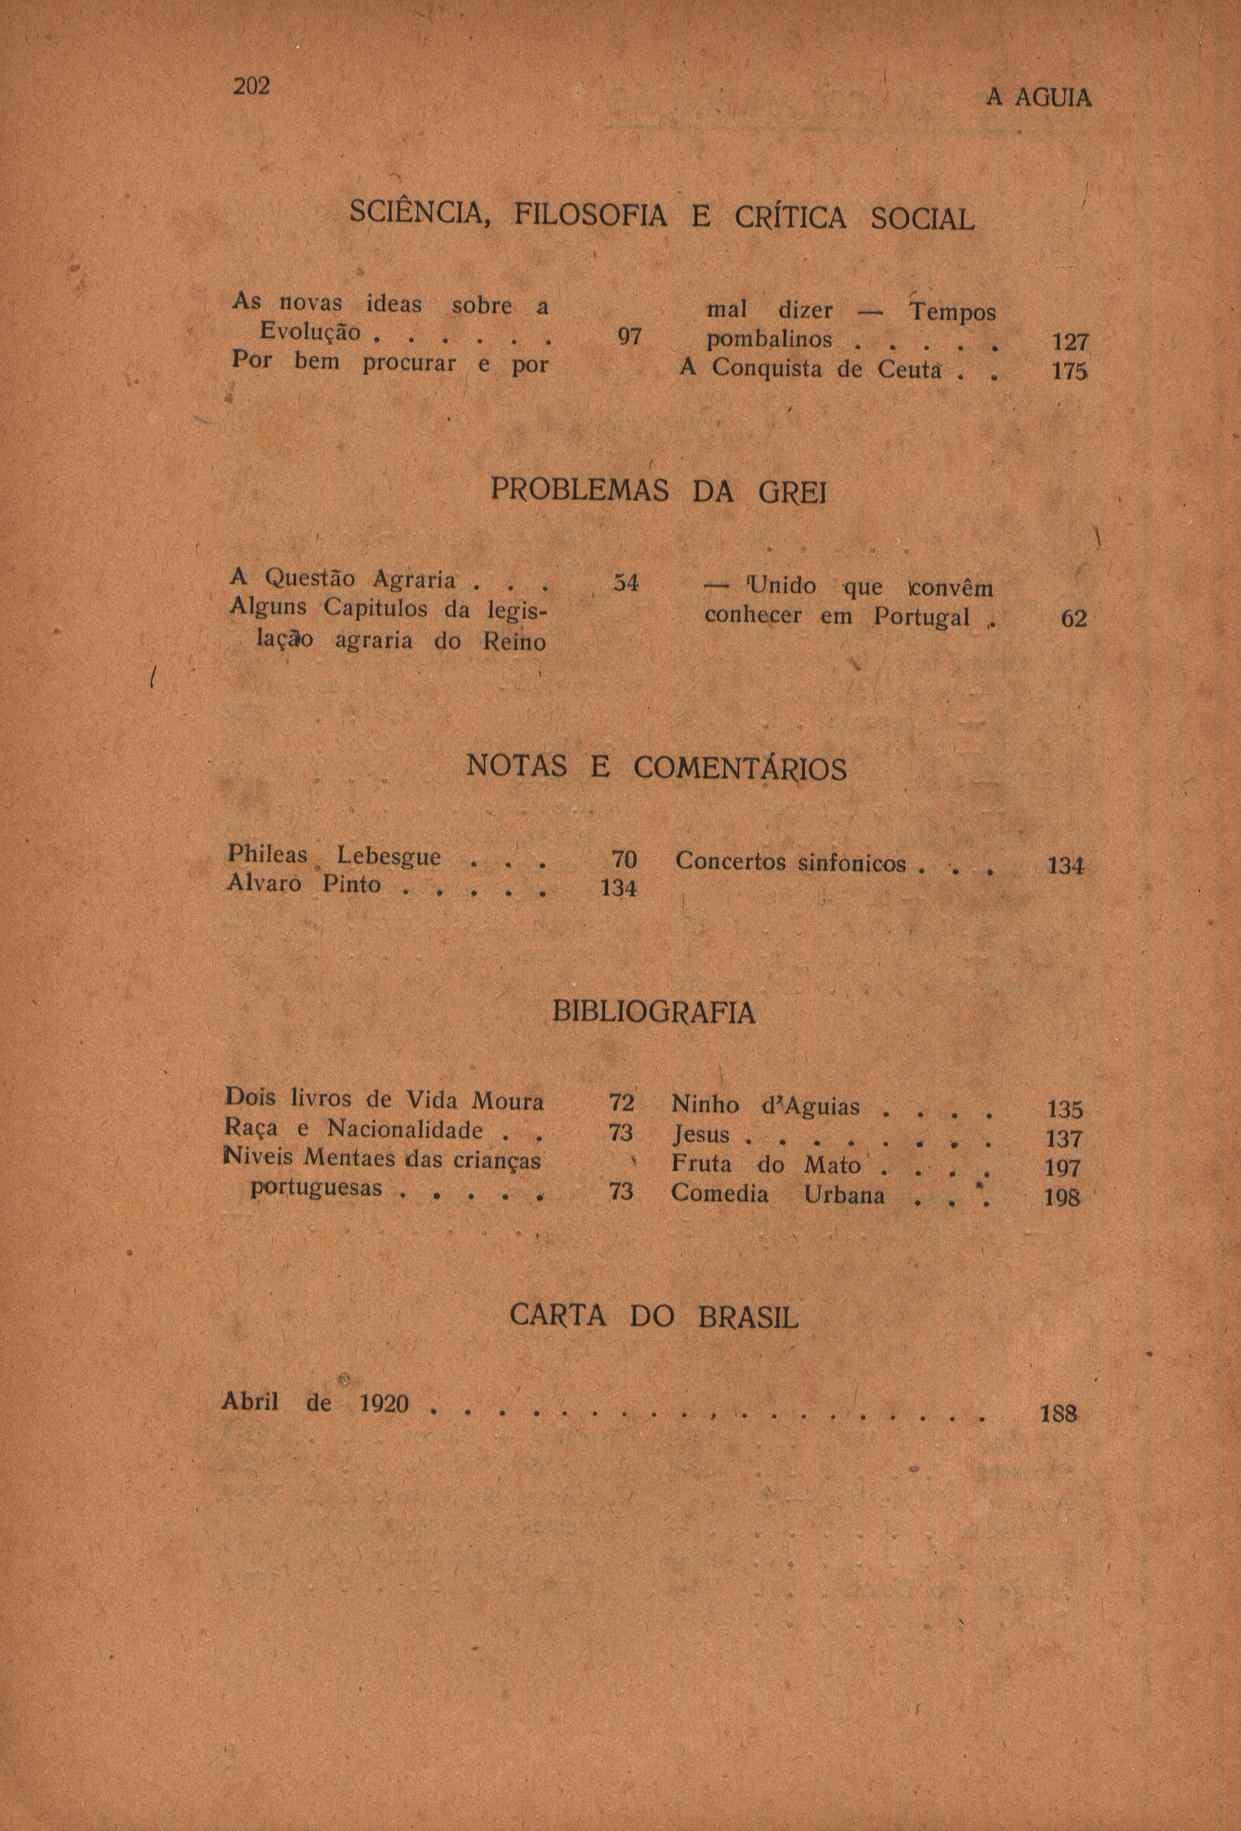 202
A AGUIA
SCIÊNCIA, FILOSOFIA E CRÍTICA SOCIAL
As novas ideas sobre a
Evolução . . . . . . 97
Por bem procurar e por
mal dizer — Tempos
pombalinos . . . . . 127
A Conquista de Ceuta . . 175
PROBLEMAS DA GREI
A Questão Agraria . . . 54
Alguns Capitulos da legis-
lação agraria do Reino
— Unido que convêm
conhecer em Portugal . 62
NOTAS E COMENTÁRIOS
Phileas Lebesgue . . . 70
Alvaro Pinto . . . . . 134
Concertos sinfonicos . . . 134
BIBLIOGRAFIA
Dois livros de Vida Moura 72
Raça e Nacionalidade . . 73
Niveis Mentaes das crianças
portuguesas . . . . . 73
Ninho d'Aguias . . . . 135
Jesus . . . . . . . . 137
Fruta do Mato . . . . 197
Comedia Urbana . . . 198
CARTA DO BRASIL
Abril de 1920 . . . . . . . . . . . . . . . . . . . 188